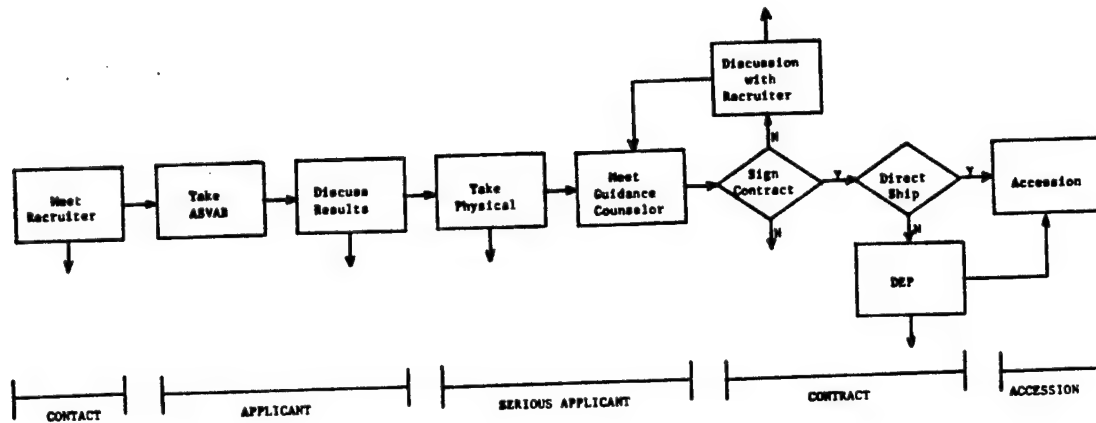 Discussion
with
Recruiter
N
Meet
Recruiter
Take
ASVAB
Discuss
Results
Take
Physical
Meet
Guidance
Counselor
Sign
Contract
Y
Direct
Ship
Y
Accession
N
N
DEP
CONTACT
APPLICANT
SERIOUS APPLICANT
CONTRACT
ACCESSION